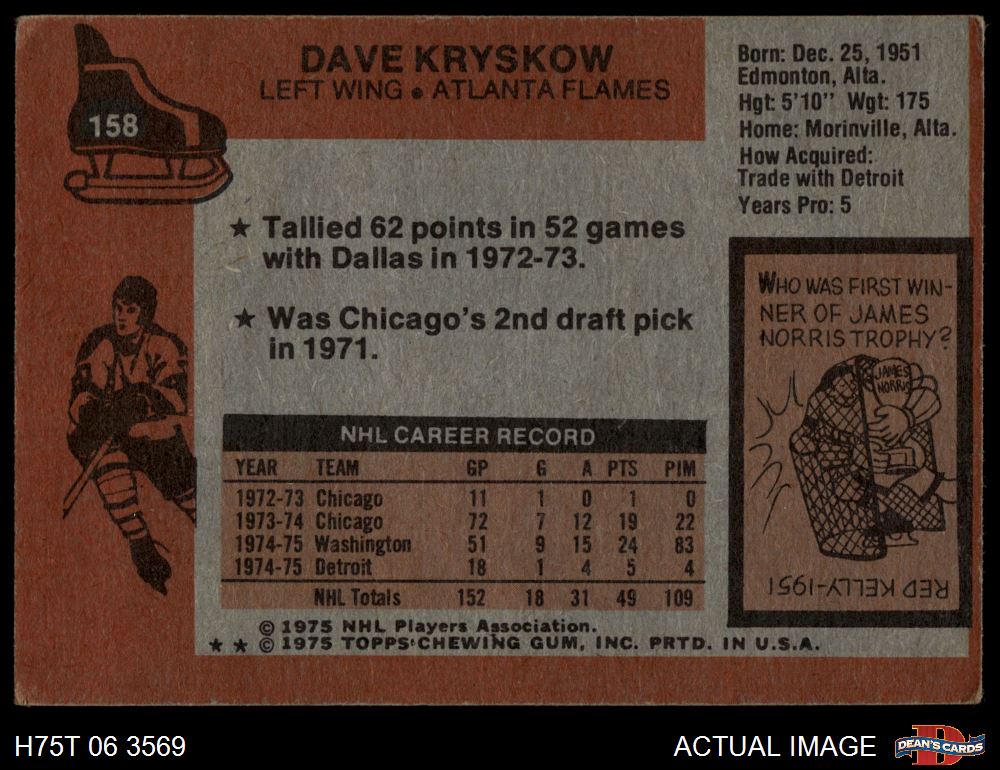 158
DAVE KRYSKOW
LEFT WING • ATLANTA FLAMES
Born: Dec. 25, 1951
Edmonton, Alta.
Hgt: 5'10" Wgt: 175
Home: Morinville, Alta.
How Acquired:
Trade with Detroit
Years Pro: 5
★ Tallied 62 points in 52 games
with Dallas in 1972-73.
★ Was Chicago's 2nd draft pick
in 1971.
WHO WAS FIRST WIN-
NER OF JAMES
NORRIS TROPHY?
JAMES
NORRIS
RED KELLY-1951
NHL CAREER RECORD
YEAR TEAM GP G A PTS PIM
1972-73 Chicago 11 1 0 1 0
1973-74 Chicago 72 7 12 19 22
1974-75 Washington 51 9 15 24 83
1974-75 Detroit 18 1 4 5 4
NHL Totals 152 18 31 49 109
© 1975 NHL Players Association.
★ ★ © 1975 TOPPS CHEWING GUM, INC. PRTD. IN U.S.A.
H75T 06 3569
ACTUAL IMAGE
D
DEAN'S CARDS